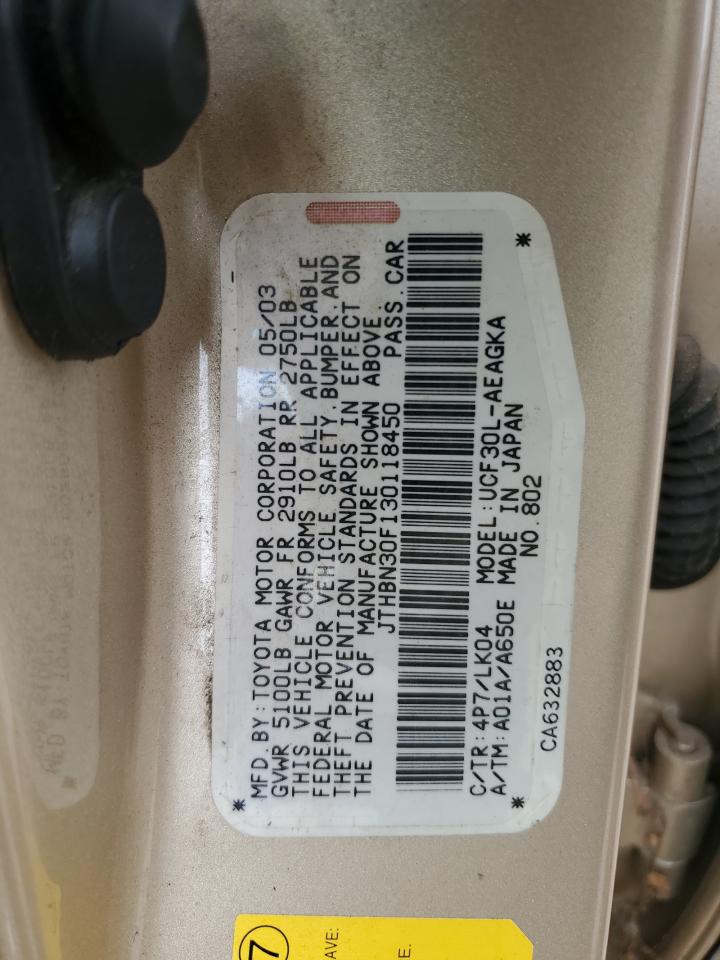 MFD.BY:TOYOTA MOTOR CORPORATION 05/03
GVWR 5100LB GAWR FR 2910LB RR 2750LB
THIS VEHICLE CONFORMS TO ALL APPLICABLE
FEDERAL MOTOR VEHICLE SAFETY,BUMPER,AND
THEFT PREVENTION STANDARDS IN EFFECT ON
THE DATE OF MANUFACTURE SHOWN ABOVE.
JTHBN30F130118450 PASS.CAR
C/TR:4P7/LK04 MODEL:UCF30L-AEAGKA
A/TM:A01A/A650E MADE IN JAPAN
NO.802
CA632883
7
AVE:
E.